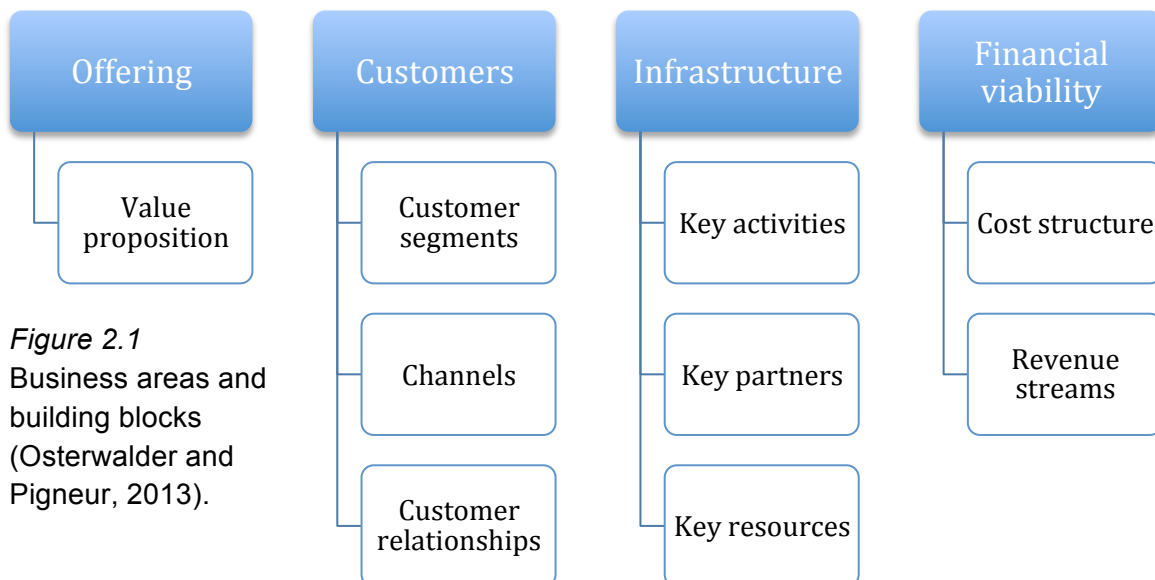 Offering
Value
proposition
Figure 2.1
Business areas and
building blocks
(Osterwalder and
Pigneur, 2013).
Customers
Customer
segments
Channels
Customer
relationships
Infrastructure
Key activities
Key partners
Key resources
Financial
viability
Cost structure
Revenue
streams